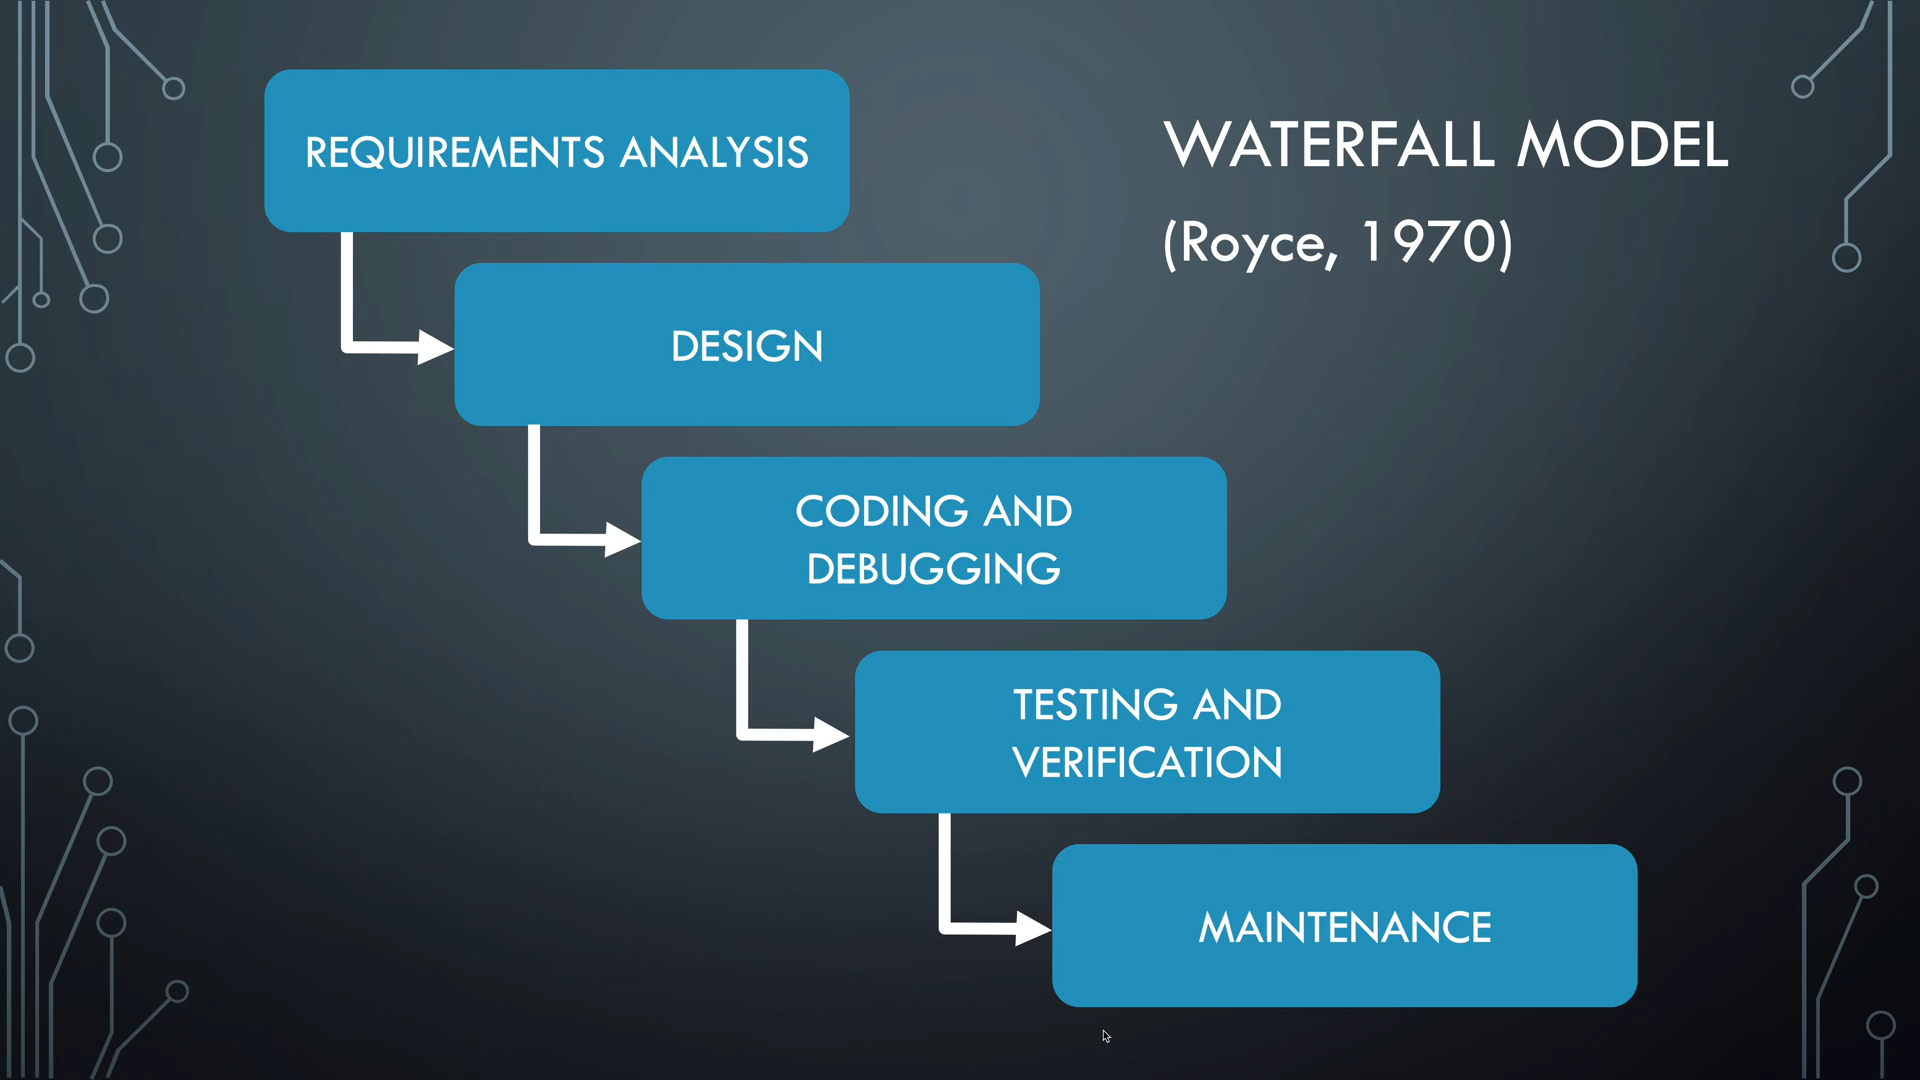 REQUIREMENTS ANALYSIS
WATERFALL MODEL
(Royce, 1970)
DESIGN
CODING AND
DEBUGGING
TESTING AND
VERIFICATION
MAINTENANCE